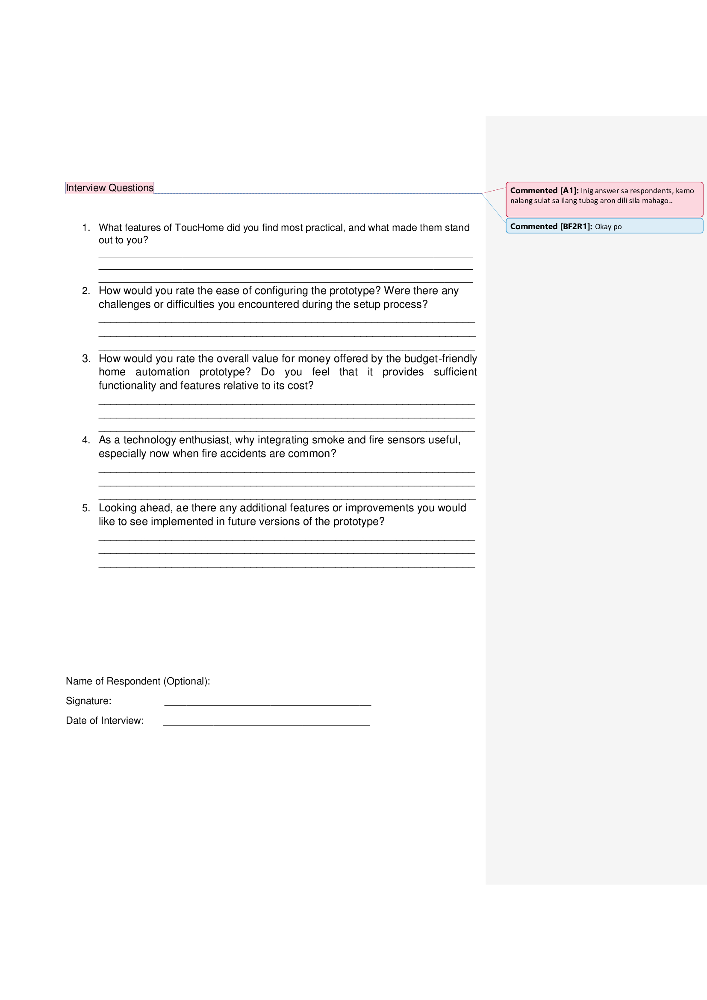 Interview Questions
Commented [A1]: Inig answer sa respondents, kamo
nalang sulat sa ilang tubag aron dili sila mahago..
Commented [BF2R1]: Okay po
1. What features of ToucHome did you find most practical, and what made them stand
out to you?
2. How would you rate the ease of configuring the prototype? Were there any
challenges or difficulties you encountered during the setup process?
3. How would you rate the overall value for money offered by the budget-friendly
home automation prototype? Do you feel that it provides sufficient
functionality and features relative to its cost?
4. As a technology enthusiast, why integrating smoke and fire sensors useful,
especially now when fire accidents are common?
5. Looking ahead, ae there any additional features or improvements you would
like to see implemented in future versions of the prototype?
Name of Respondent (Optional):
Signature:
Date of Interview: